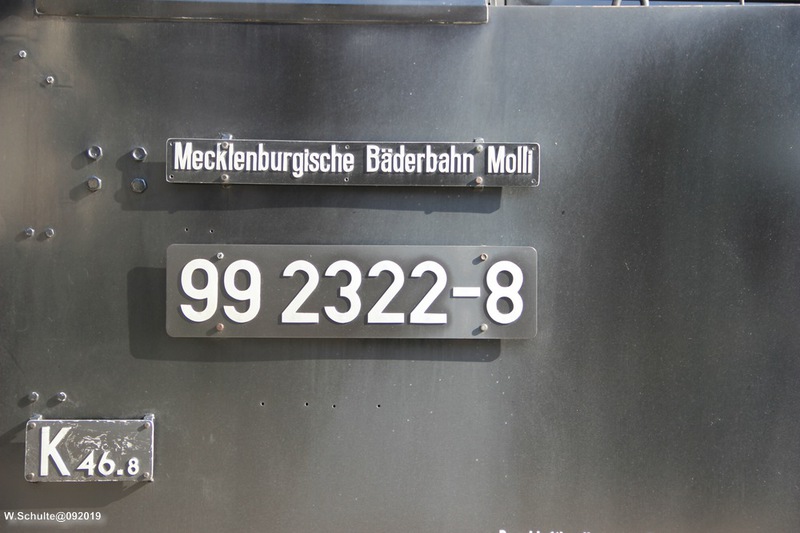 Mecklenburgische Bäderbahn Molli
99 2322-8
K 46.8
W.Schulte@092019